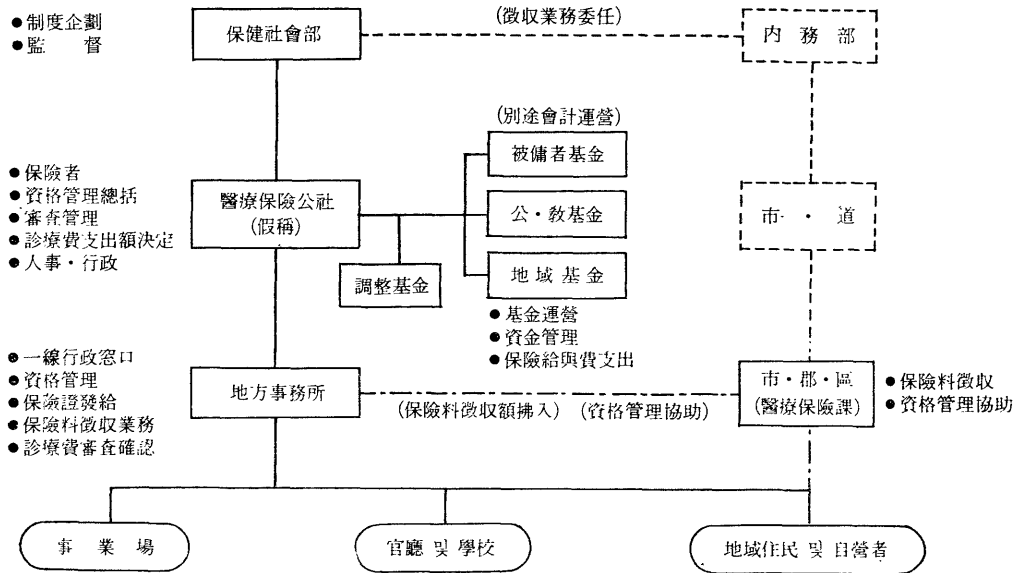 ●制度企劃
●監 督
保健社會部
(徵収業務委任)
內 務 部
●保險者
●資格管理總括
●審査管理
●診療費支出額決定
●人事・行政
醫療保險公社
(假稱)
調整基金
(別途會計運營)
被傭者基金
公・敎基金
地域基金
●基金運營
●資金管理
●保險給與費支出
市・道
●一線行政窓口
●資格管理
●保險證發給
●保險料徵収業務
●診療費審査確認
地方事務所
(保險料徵収額拂入) (資格管理協助)
市・郡・區
(醫療保險課)
●保險料徵収
●資格管理協助
事 業 場
官廳 및 學校
地域住民 및 自營者